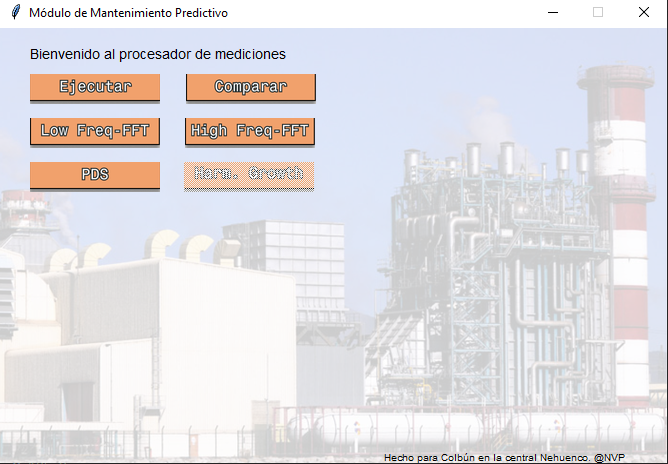 Módulo de Mantenimiento Predictivo
Bienvenido al procesador de mediciones
Ejecutar
Comparar
Low Freq-FFT
High Freq-FFT
PDS
Harm. Growth
Hecho para Colbún en la central Nehuenco. @NVP